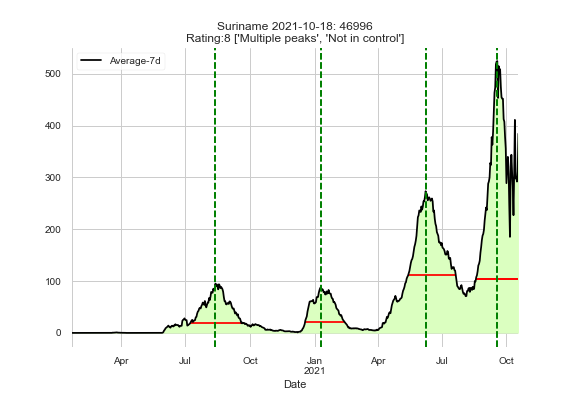 Suriname 2021-10-18: 46996
Rating:8 ['Multiple peaks', 'Not in control']
Average-7d
500
400
300
200
100
0
Apr Jul Oct Jan Apr Jul Oct
2021
Date